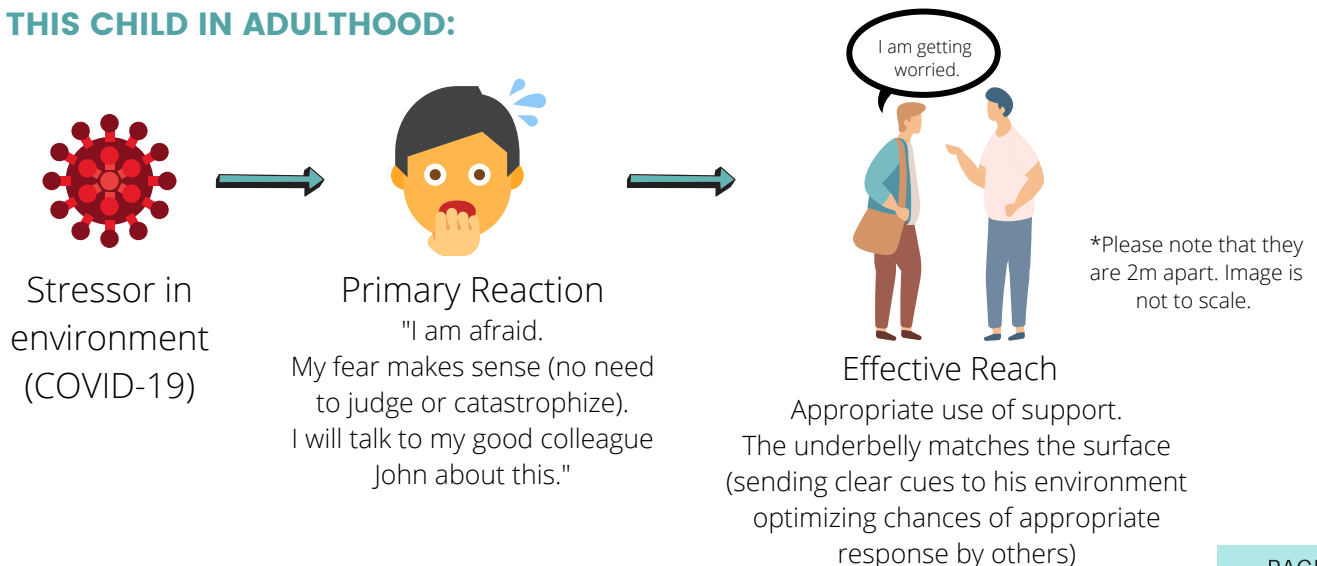 THIS CHILD IN ADULTHOOD:
I am getting
worried.
Stressor in
environment
(COVID-19)
Primary Reaction
"I am afraid.
My fear makes sense (no need
to judge or catastrophize).
I will talk to my good colleague
John about this."
Effective Reach
Appropriate use of support.
The underbelly matches the surface
(sending clear cues to his environment
optimizing chances of appropriate
response by others)
*Please note that they
are 2m apart. Image is
not to scale.